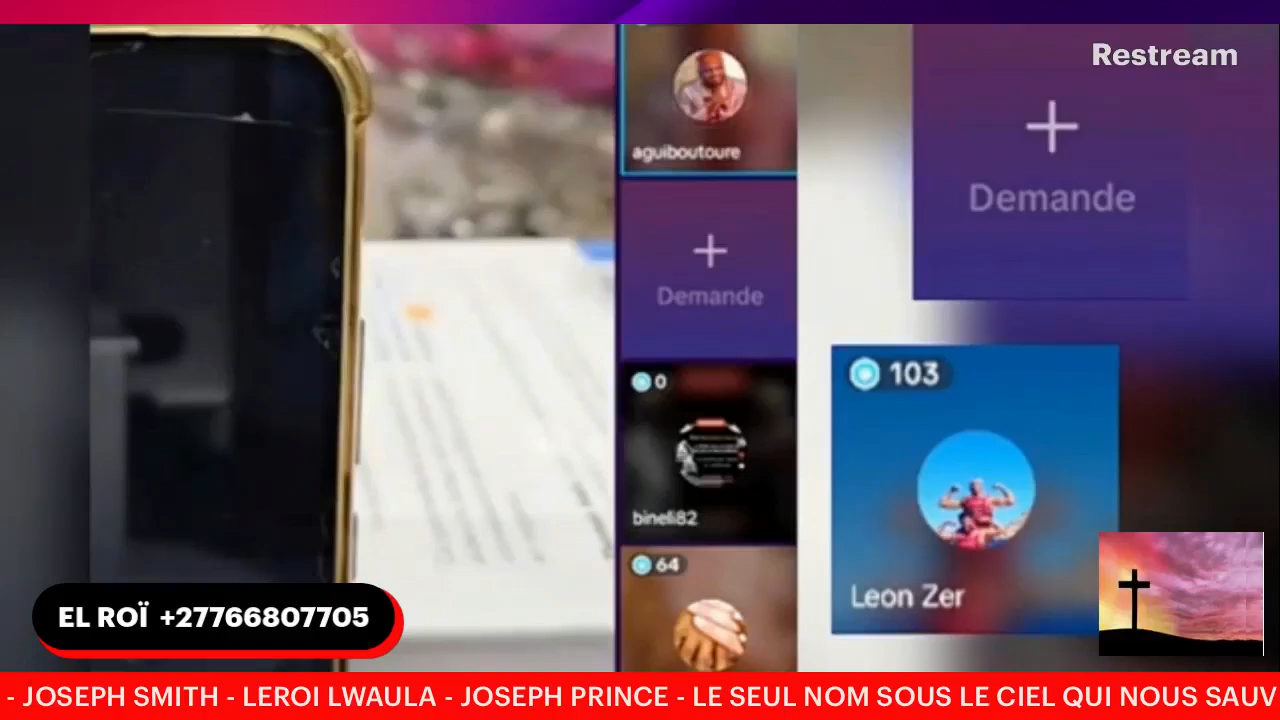 Restream
aguiboutoure
Demande
Demande
0
bineli82
103
Leon Zer
64
EL ROÏ +27766807705
- JOSEPH SMITH - LEROI LWAULA - JOSEPH PRINCE - LE SEUL NOM SOUS LE CIEL QUI NOUS SAUV